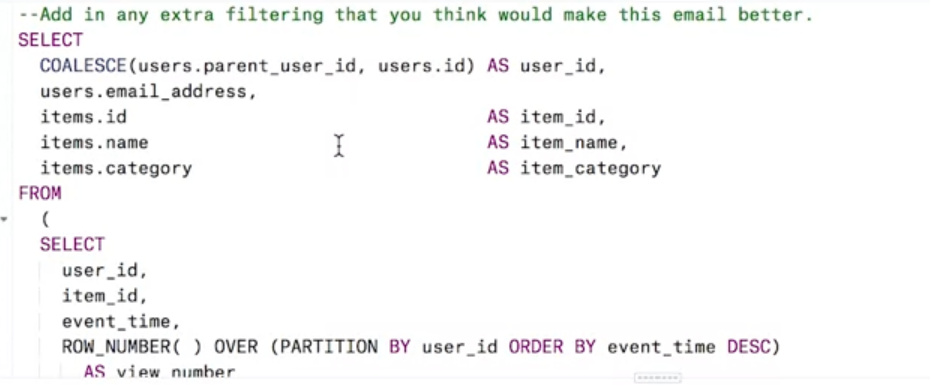 --Add in any extra filtering that you think would make this email better.
SELECT
COALESCE(users.parent_user_id, users.id) AS user_id,
users.email_address,
items.id AS item_id,
items.name AS item_name,
items.category AS item_category
FROM
(
SELECT
user_id,
item_id,
event_time,
ROW_NUMBER( ) OVER (PARTITION BY user_id ORDER BY event_time DESC)
AS view_number